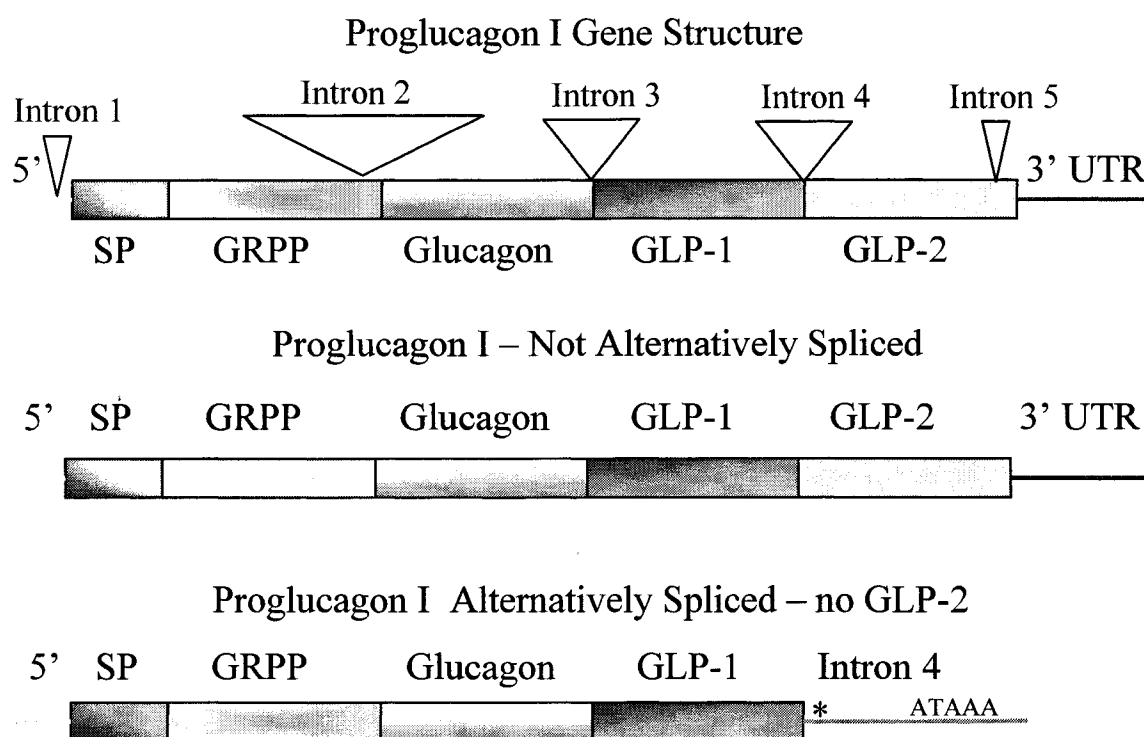 Proglucagon I Gene Structure
Intron 1 Intron 2 Intron 3 Intron 4 Intron 5
5’ 3’ UTR
SP GRPP Glucagon GLP-1 GLP-2
Proglucagon I – Not Alternatively Spliced
5’ SP GRPP Glucagon GLP-1 GLP-2 3’ UTR
Proglucagon I Alternatively Spliced – no GLP-2
5’ SP GRPP Glucagon GLP-1 Intron 4
* ATAAA